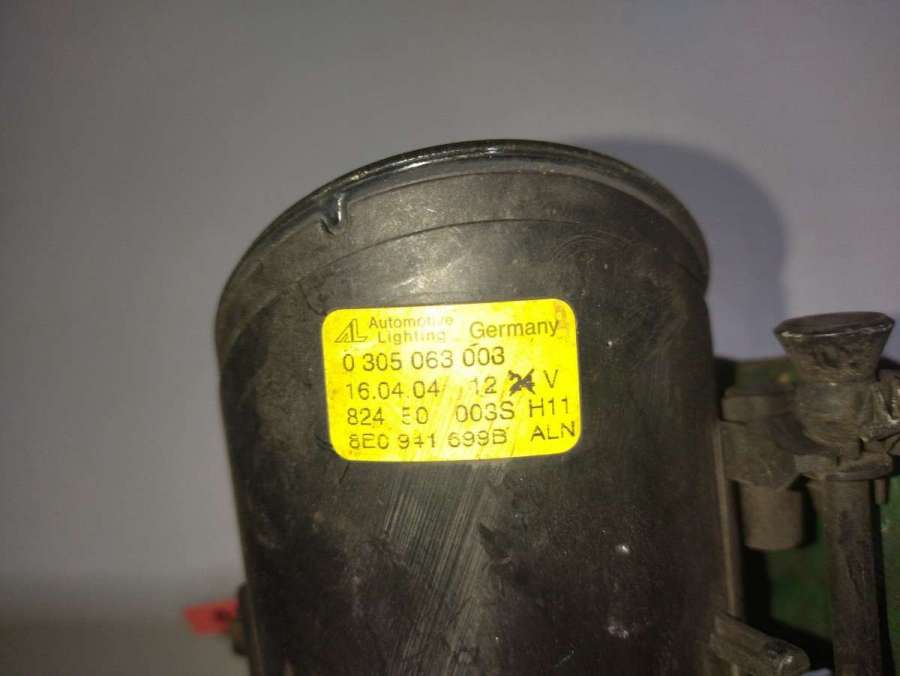 AL Automotive Lighting Germany
0 305 063 003
16.04.04 12 24 V
824 50 003S H11
8E0 941 699B ALN